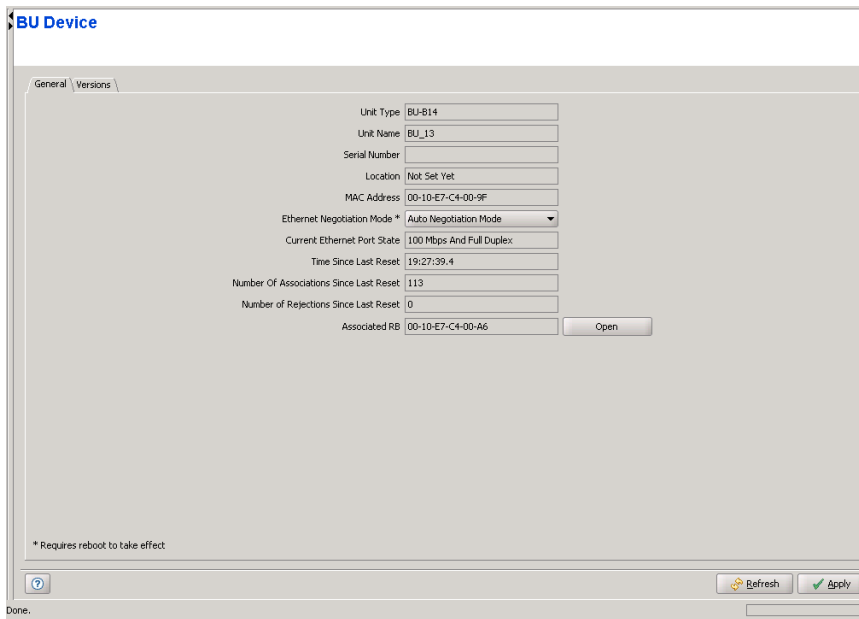 BU Device
General Versions
Unit Type BU-B14
Unit Name BU_13
Serial Number
Location Not Set Yet
MAC Address 00-10-E7-C4-00-9F
Ethernet Negotiation Mode * Auto Negotiation Mode
Current Ethernet Port State 100 Mbps And Full Duplex
Time Since Last Reset 19:27:39.4
Number Of Associations Since Last Reset 113
Number of Rejections Since Last Reset 0
Associated RB 00-10-E7-C4-00-A6 Open
* Requires reboot to take effect
? Refresh Apply
Done.